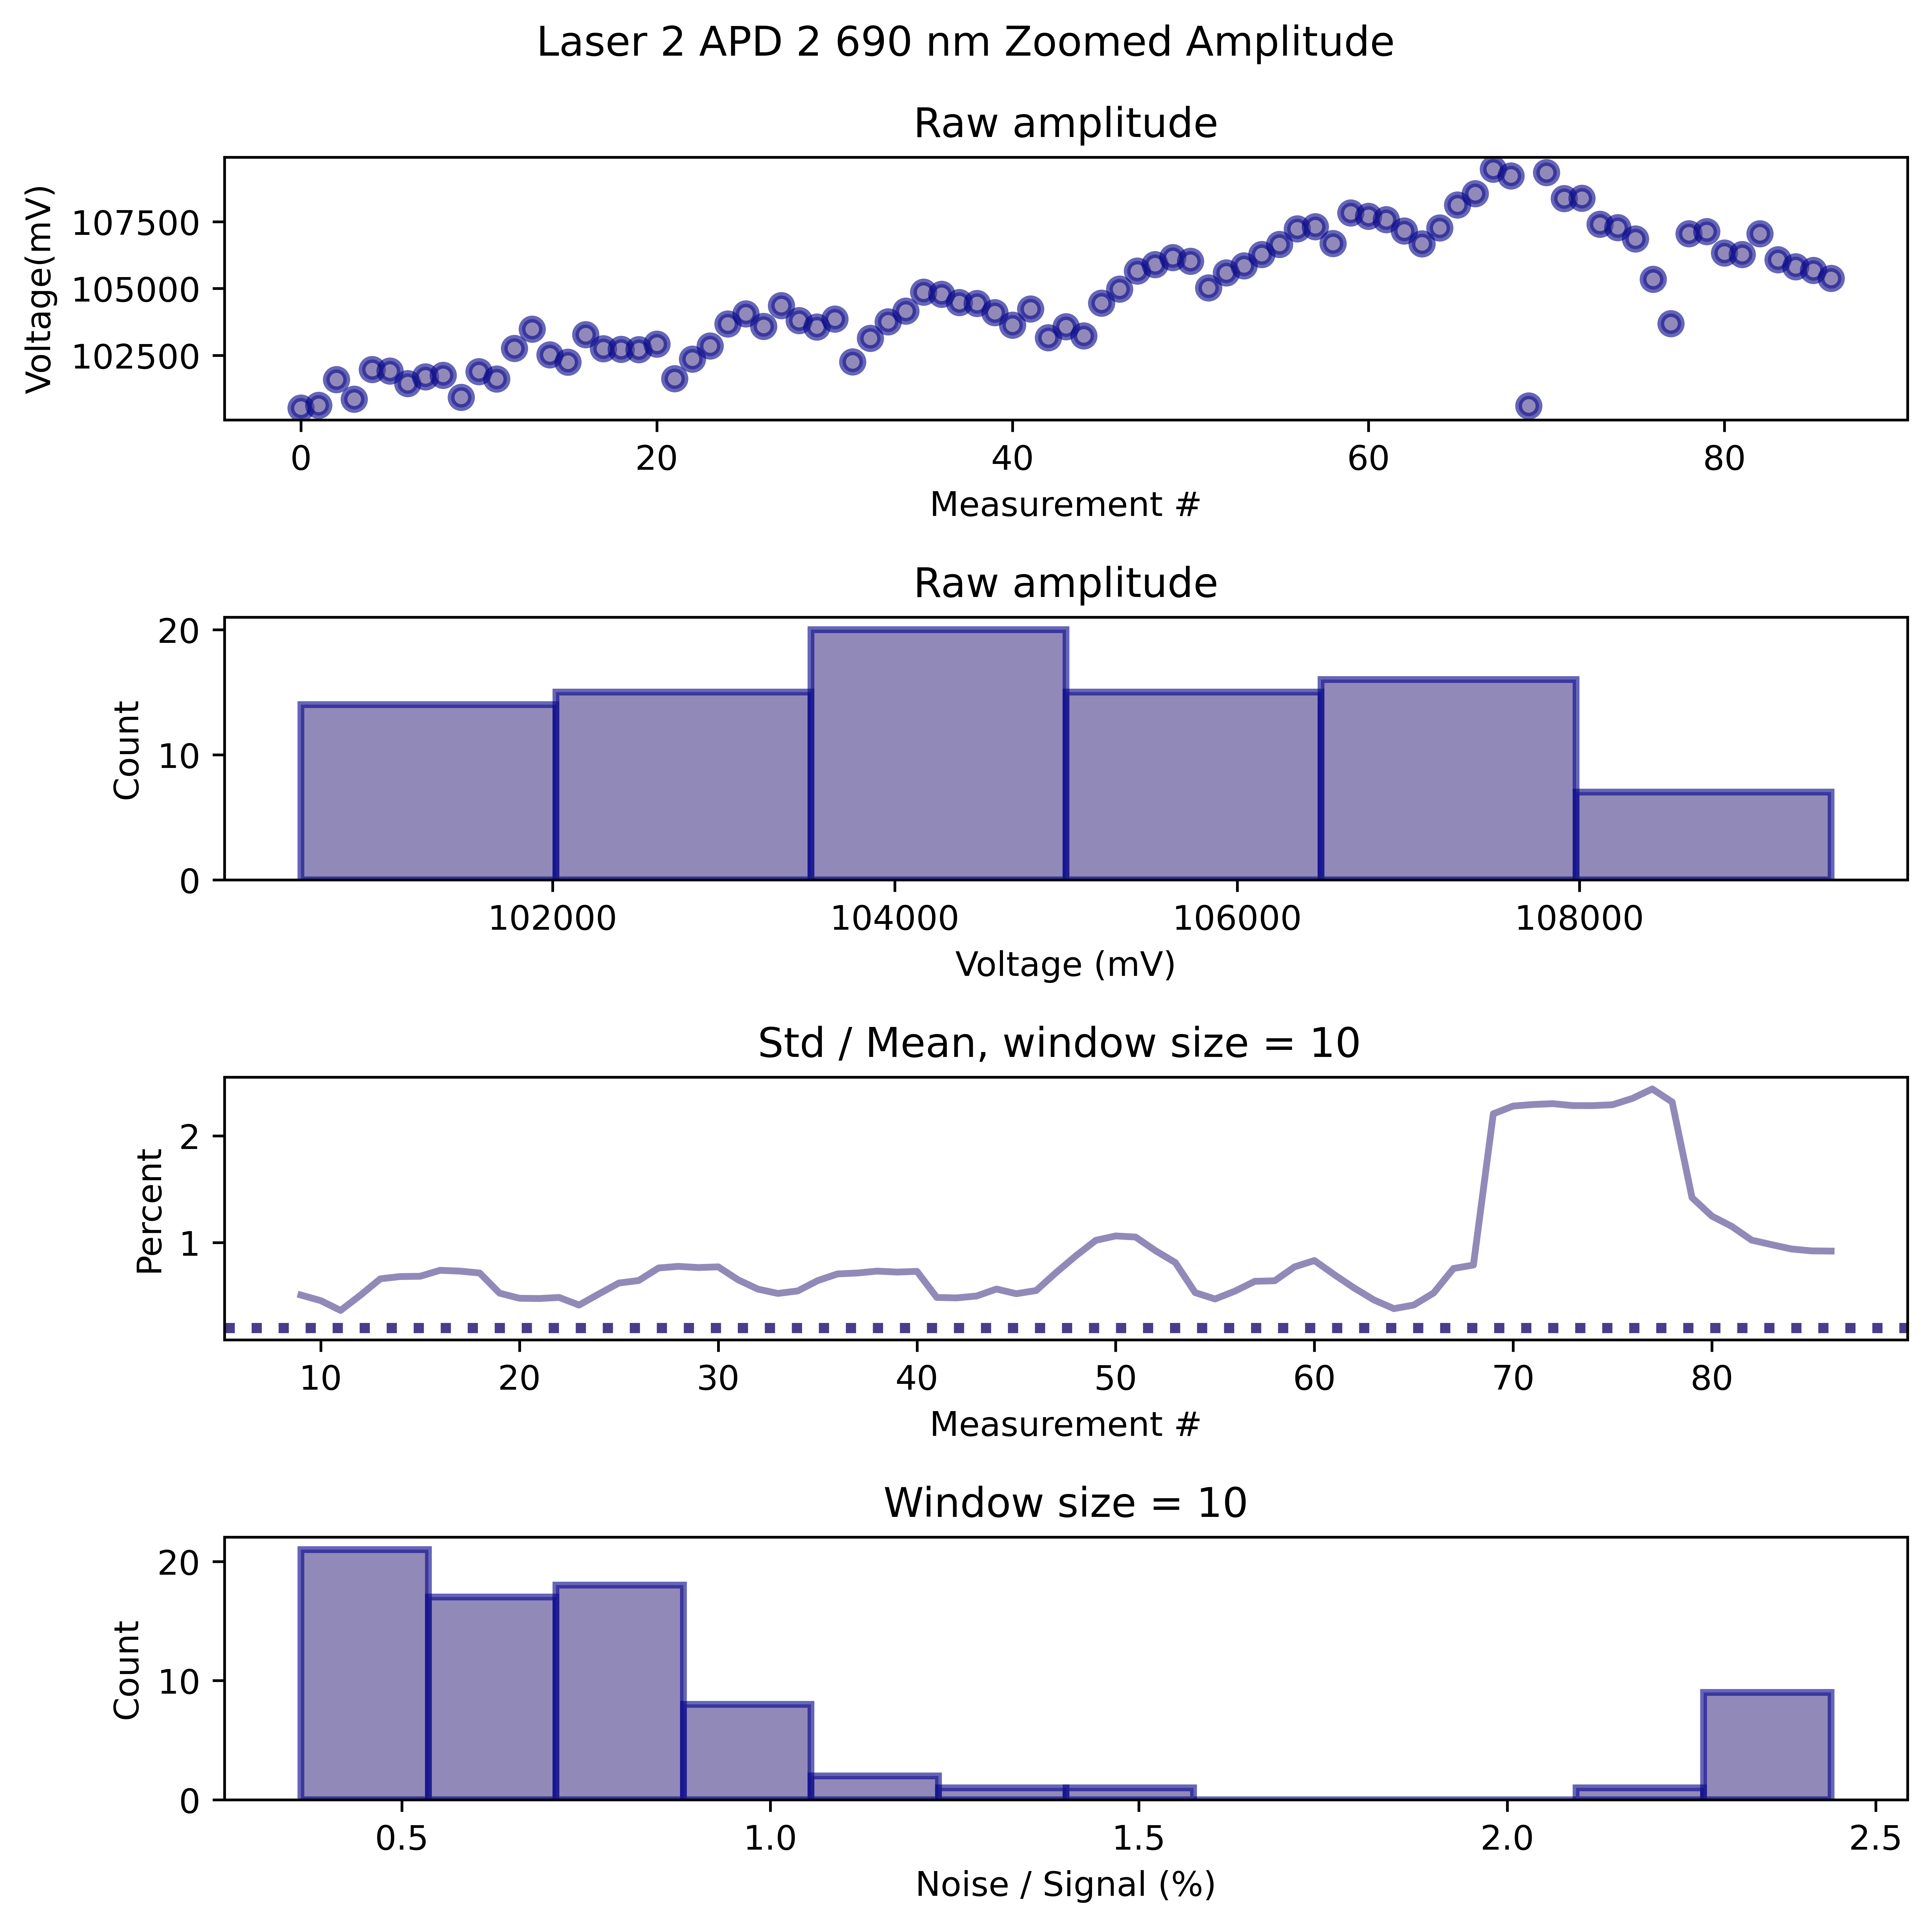 Laser 2 APD 2 690 nm Zoomed Amplitude
Raw amplitude
Voltage(mV)
107500
105000
102500
0 20 40 60 80
Measurement #
Raw amplitude
Count
20
10
0
102000 104000 106000 108000
Voltage (mV)
Std / Mean, window size = 10
Percent
2
1
10 20 30 40 50 60 70 80
Measurement #
Window size = 10
Count
20
10
0
0.5 1.0 1.5 2.0 2.5
Noise / Signal (%)